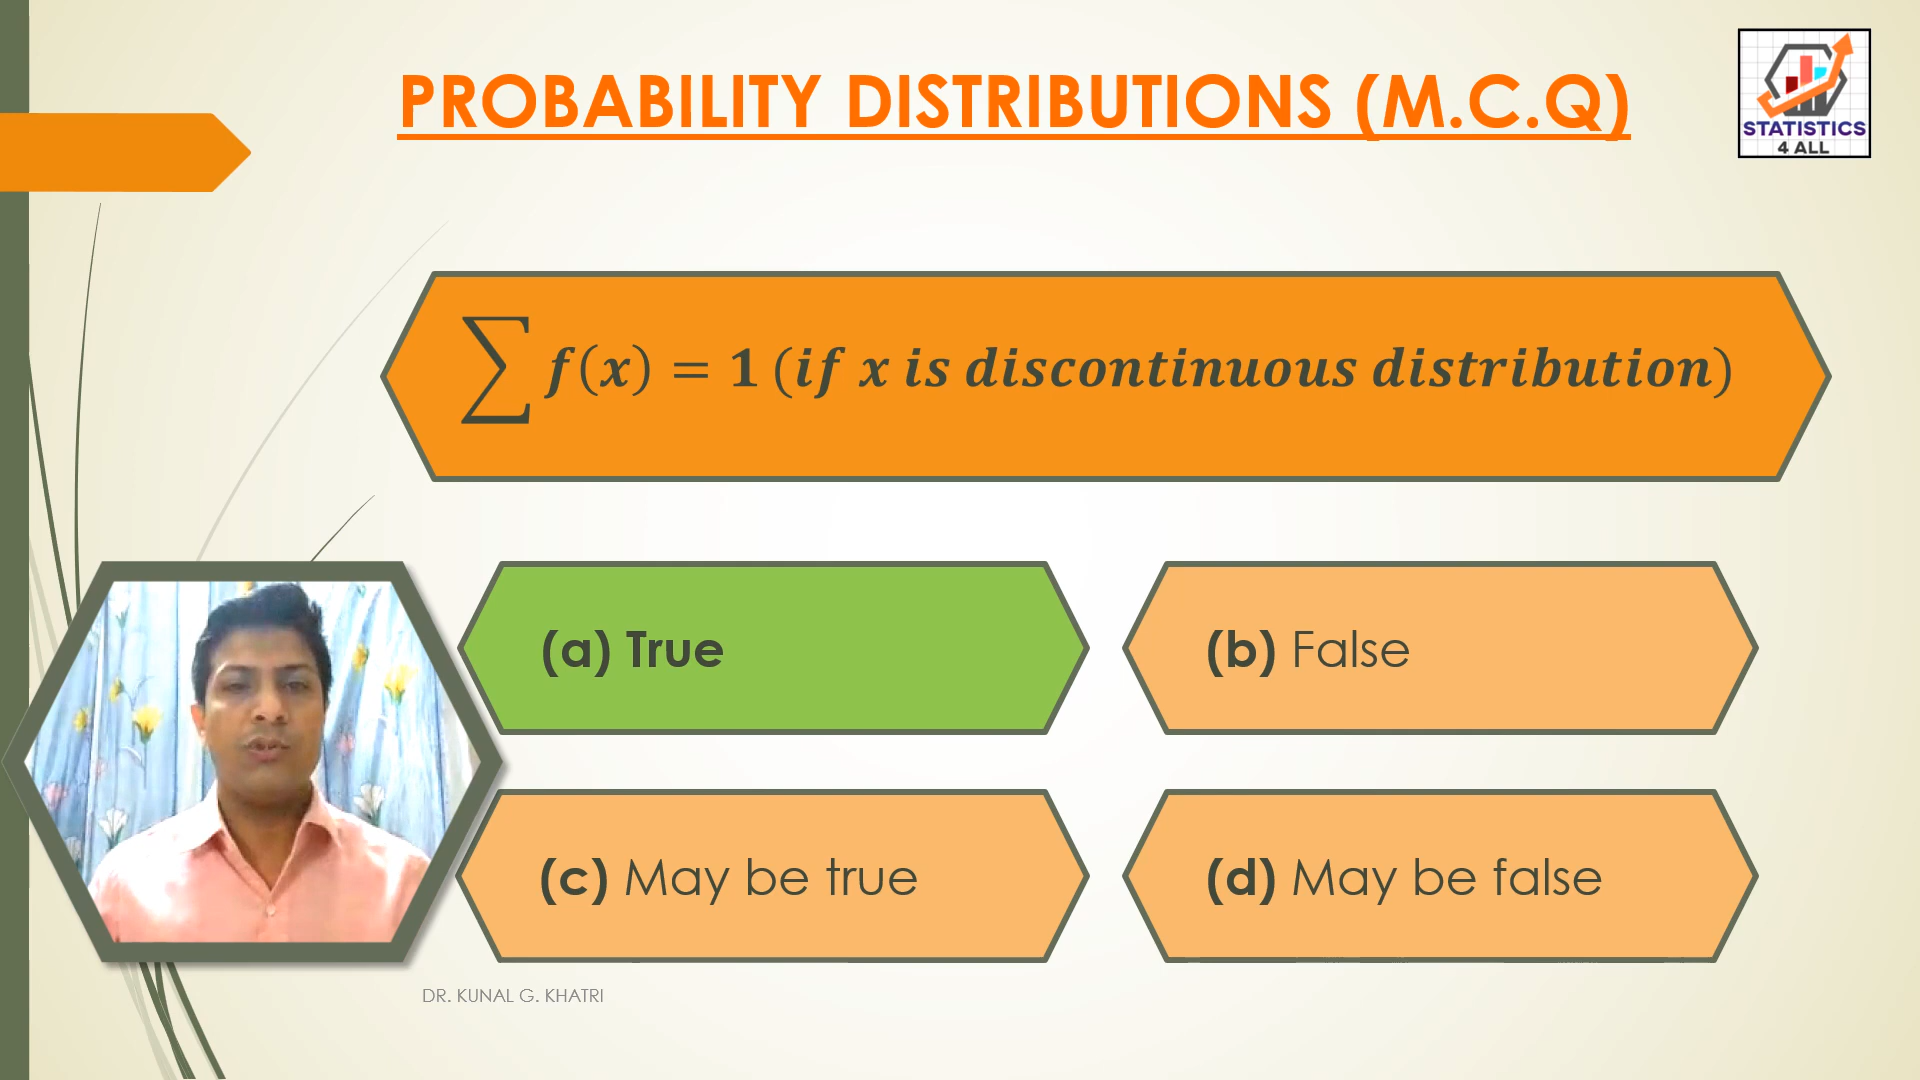 PROBABILITY DISTRIBUTIONS (M.C.Q)
STATISTICS
4 ALL
∑ f(x) = 1 (if x is discontinuous distribution)
(a) True
(b) False
(c) May be true
(d) May be false
DR. KUNAL G. KHATRI